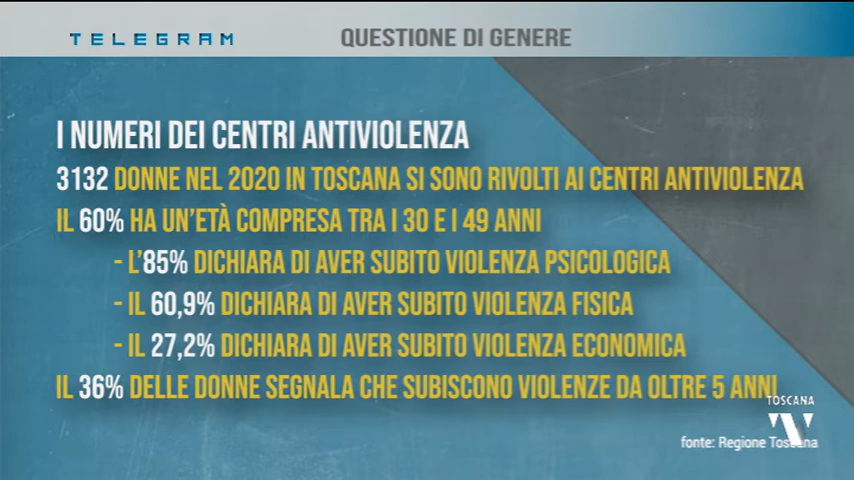 TELEGRAM
QUESTIONE DI GENERE
I NUMERI DEI CENTRI ANTIVIOLENZA
3132 DONNE NEL 2020 IN TOSCANA SI SONO RIVOLTI AI CENTRI ANTIVIOLENZA
IL 60% HA UN'ETÀ COMPRESA TRA I 30 E I 49 ANNI
- L'85% DICHIARA DI AVER SUBITO VIOLENZA PSICOLOGICA
- IL 60,9% DICHIARA DI AVER SUBITO VIOLENZA FISICA
- IL 27,2% DICHIARA DI AVER SUBITO VIOLENZA ECONOMICA
IL 36% DELLE DONNE SEGNALA CHE SUBISCONO VIOLENZE DA OLTRE 5 ANNI
TOSCANA
fonte: Regione Toscana